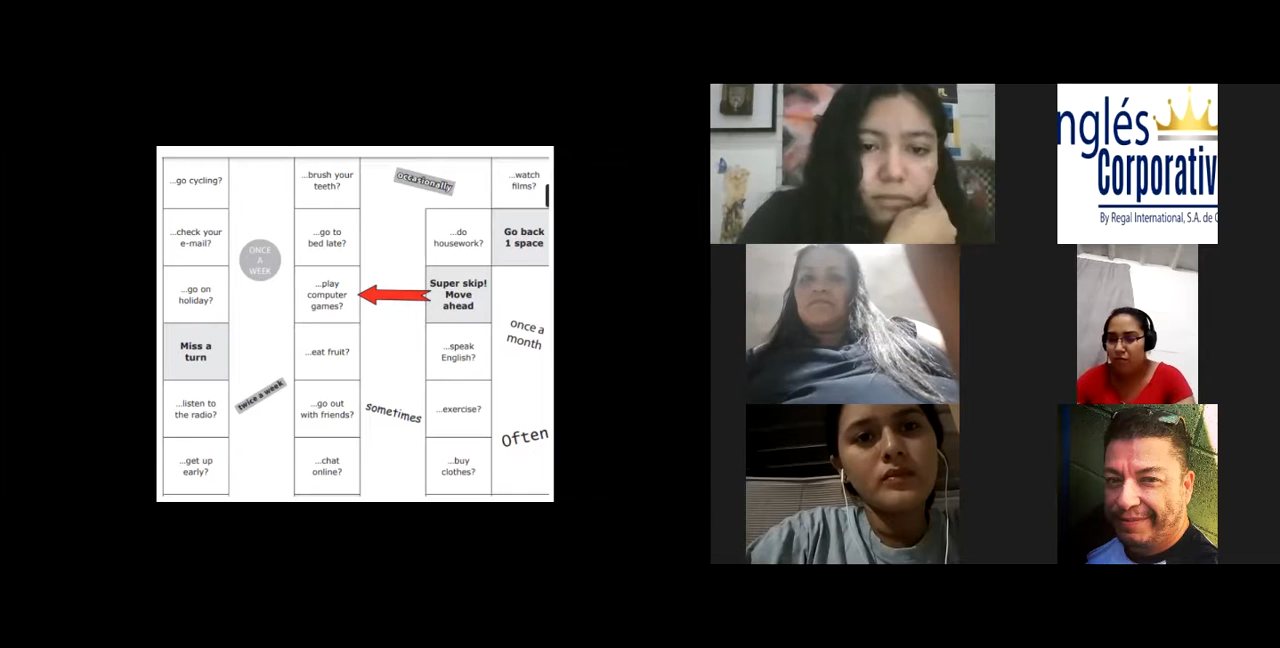 ...go cycling?
...check your
e-mail?
...go on
holiday?
Miss a
turn
...listen to
the radio?
...get up
early?
ONCE
A
WEEK
twice a week
...brush your
teeth?
...go to
bed late?
...play
computer
games?
...eat fruit?
...go out
with friends?
...chat
online?
occasionally
sometimes
...do
housework?
Super skip!
Move
ahead
...speak
English?
...exercise?
...buy
clothes?
...watch
films?
Go back
1 space
once a
month
Often
nglés
Corporativ
By Regal International, S.A. de C